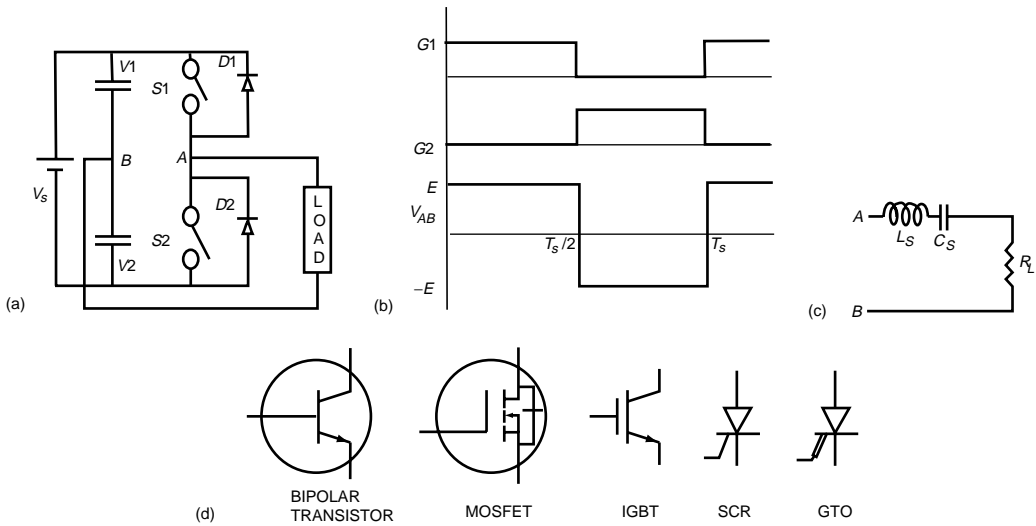 V1
D1
S1
B
A
Vs
D2
S2
V2
LOAD
(a)
G1
G2
E
VAB
Ts/2
Ts
−E
(b)
A
LS
CS
RL
B
(c)
(d)
BIPOLAR
TRANSISTOR
MOSFET
IGBT
SCR
GTO